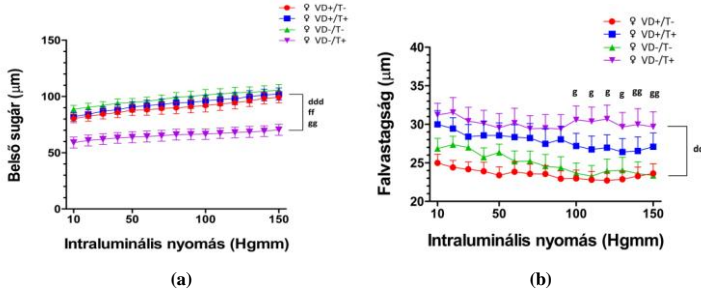 ♀ VD+/T-
♀ VD+/T+
♀ VD-/T-
♀ VD-/T+
Belső sugár (μm)
150
100
50
0
10
50
100
150
ddd
ff
gg
Intraluminális nyomás (Hgmm)
(a)
♀ VD+/T-
♀ VD+/T+
♀ VD-/T-
♀ VD-/T+
Falvastagság (μm)
40
35
30
25
20
g g g gg gg
10
50
100
150
Intraluminális nyomás (Hgmm)
(b)